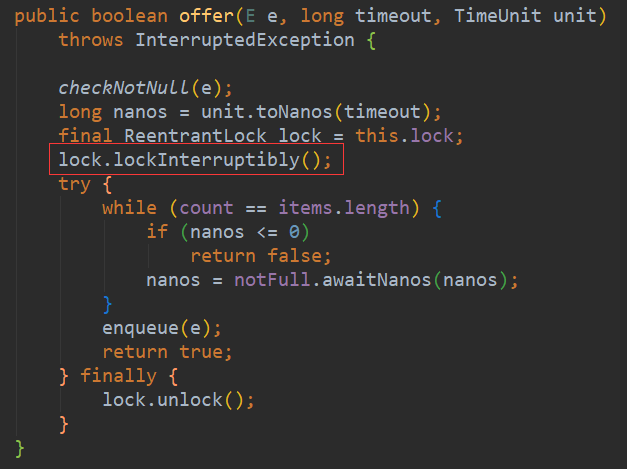 public boolean offer(E e, long timeout, TimeUnit unit)
    throws InterruptedException {

    checkNotNull(e);
    long nanos = unit.toNanos(timeout);
    final ReentrantLock lock = this.lock;
    lock.lockInterruptibly();
    try {
        while (count == items.length) {
            if (nanos <= 0)
                return false;
            nanos = notFull.awaitNanos(nanos);
        }
        enqueue(e);
        return true;
    } finally {
        lock.unlock();
    }
}